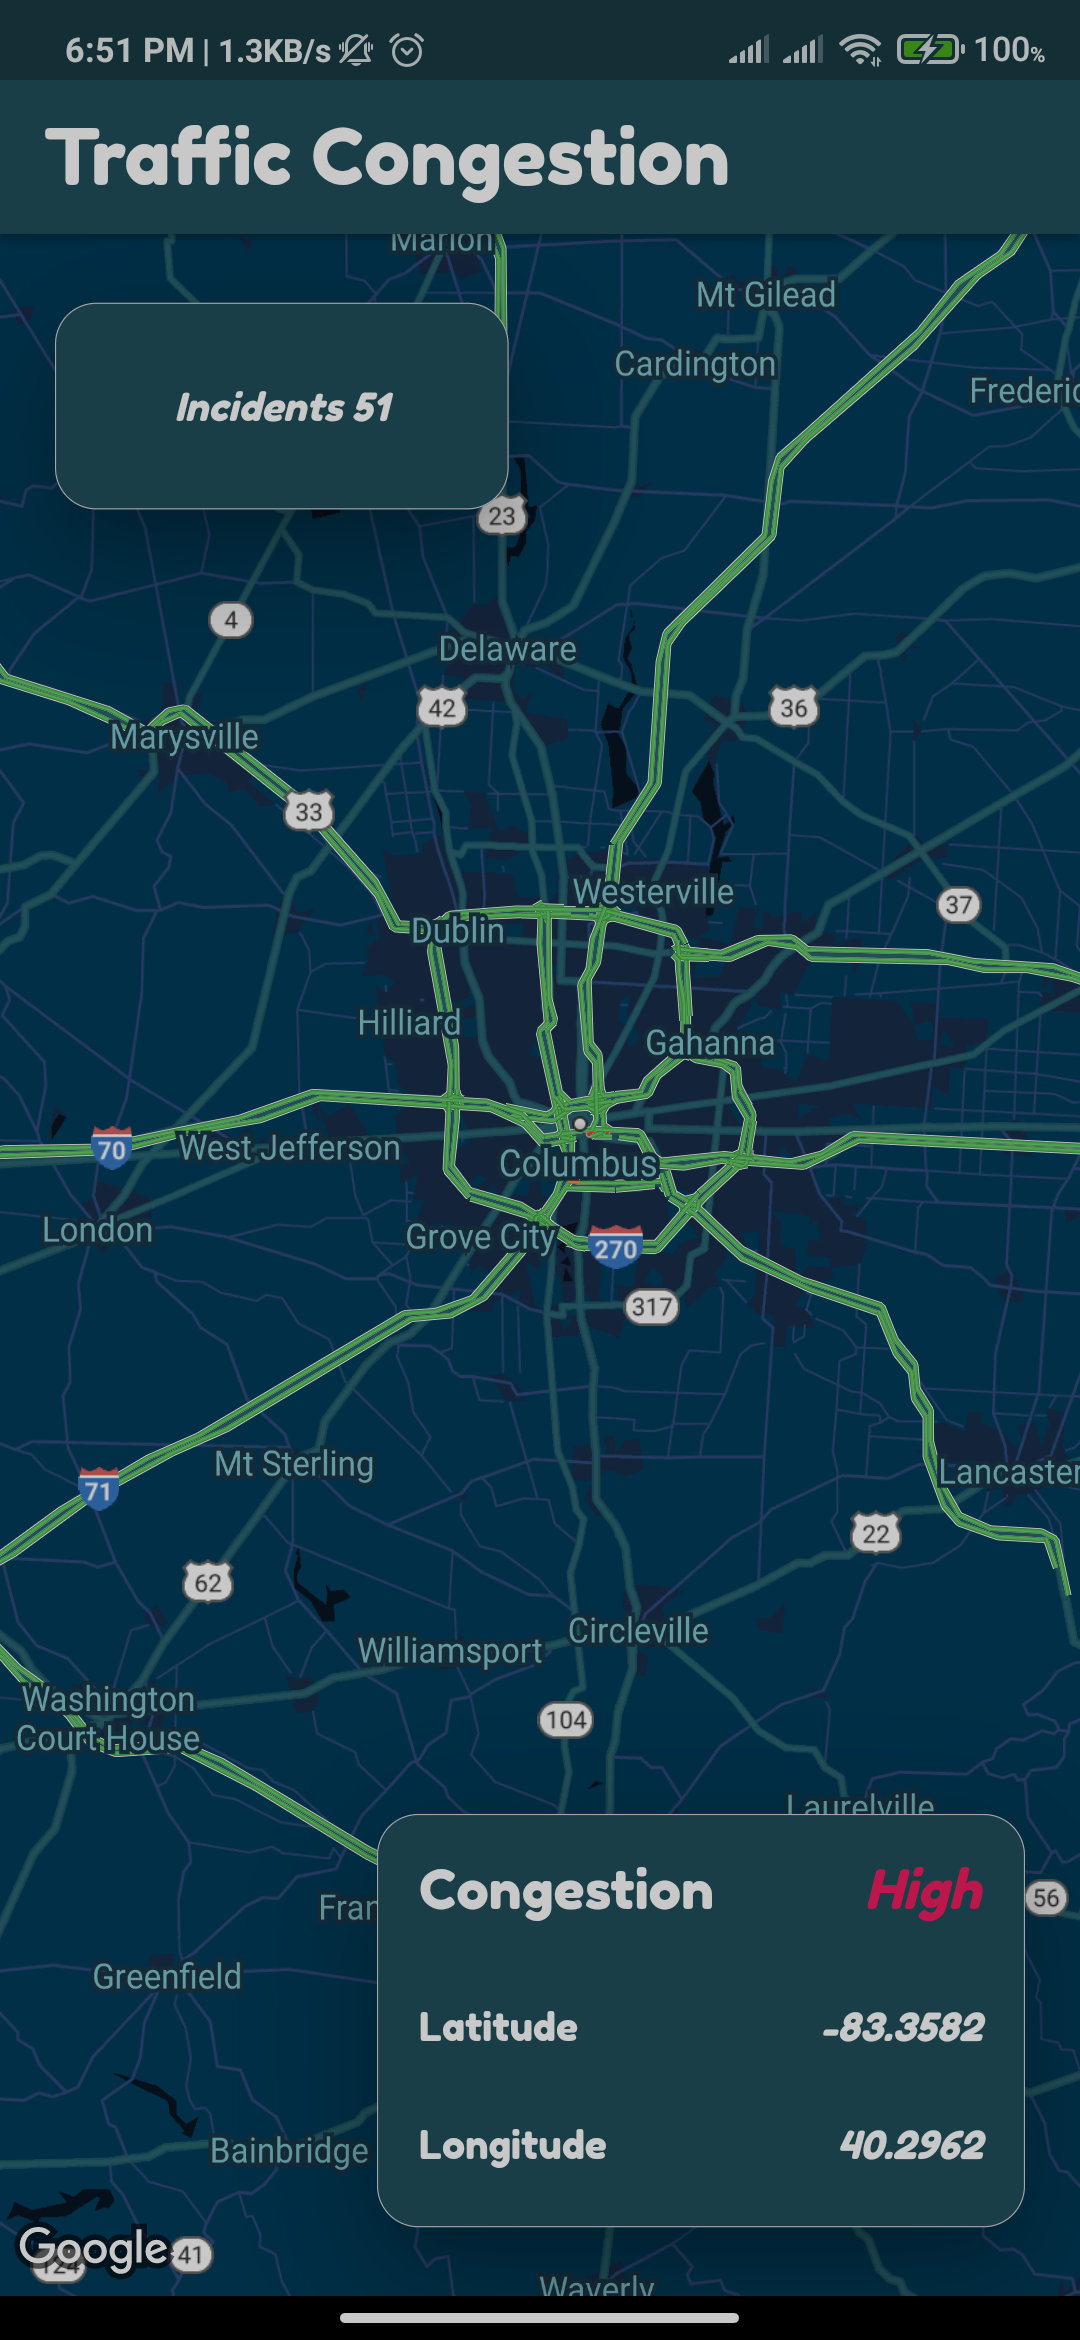 6:51 PM | 1.3KB/s
100%
Traffic Congestion
Marion
Mt Gilead
Cardington
Incidents 51
23
4
Delaware
42
36
Marysville
33
Westerville
37
Dublin
Hilliard
Gahanna
70
West Jefferson
Columbus
London
Grove City
270
317
Mt Sterling
Lancaster
71
22
62
Circleville
Williamsport
Washington
Court House
104
Laurelville
Congestion High
56
Greenfield
Latitude -83.3582
Longitude 40.2962
Bainbridge
Google
41
124
Waverly